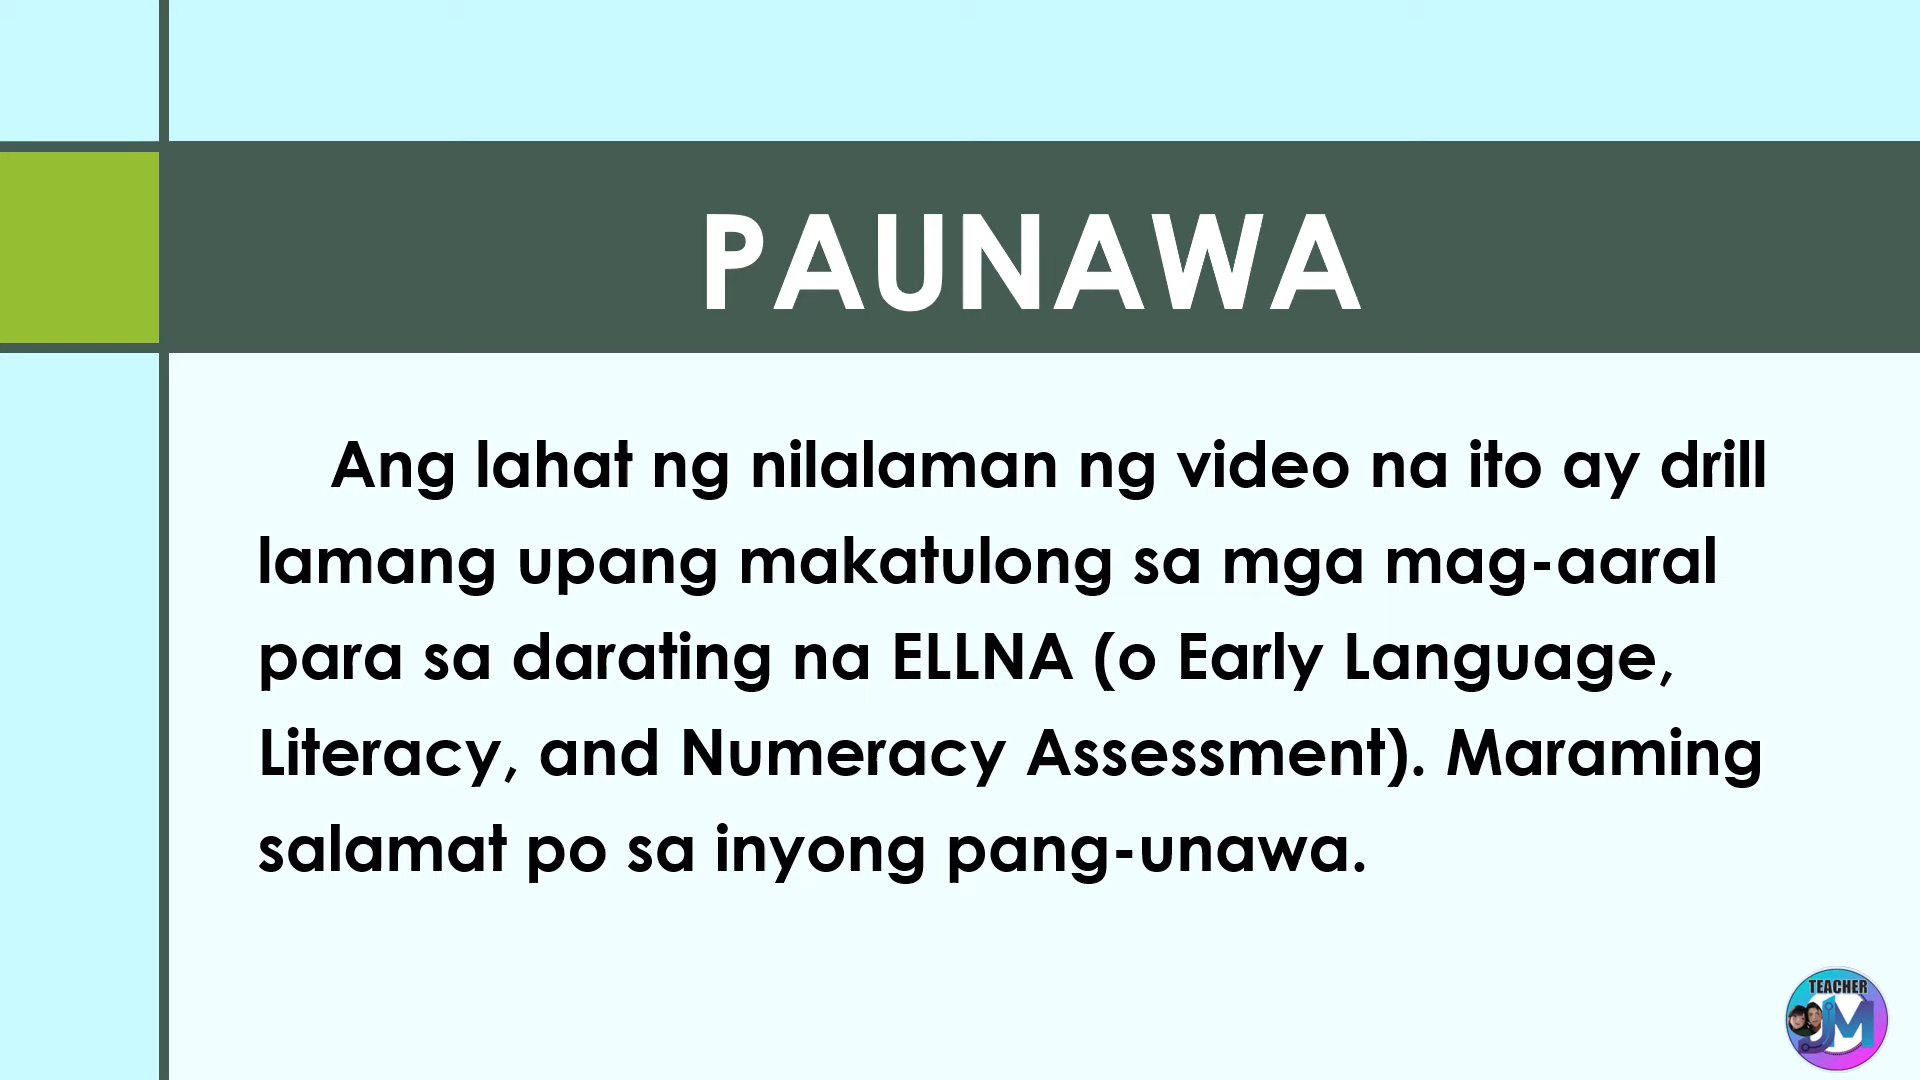 PAUNAWA
Ang lahat ng nilalaman ng video na ito ay drill
lamang upang makatulong sa mga mag-aaral
para sa darating na ELLNA (o Early Language,
Literacy, and Numeracy Assessment). Maraming
salamat po sa inyong pang-unawa.
TEACHER
JM